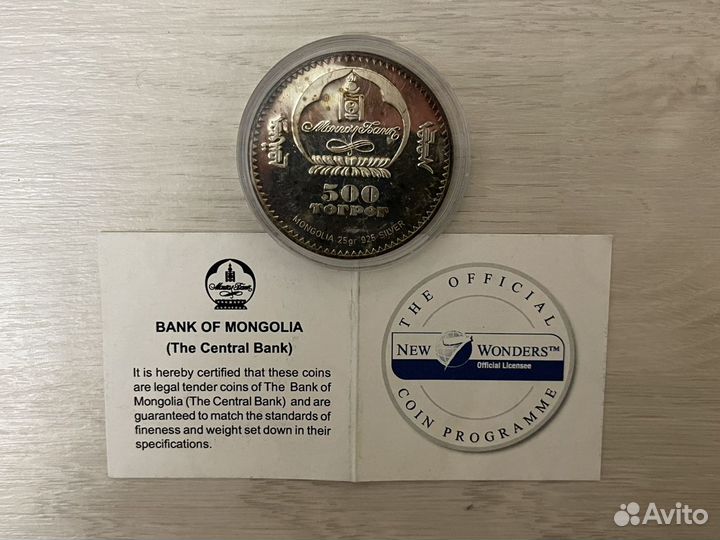 Монгол Банк
500
ТӨГРӨГ
MONGOLIA 25gr 925 SILVER
Монгол Банк
BANK OF MONGOLIA
(The Central Bank)
It is hereby certified that these coins
are legal tender coins of The Bank of
Mongolia (The Central Bank) and are
guaranteed to match the standards of
fineness and weight set down in their
specifications.
THE OFFICIAL
NEW WONDERS™
Official Licensee
COIN PROGRAMME
Avito